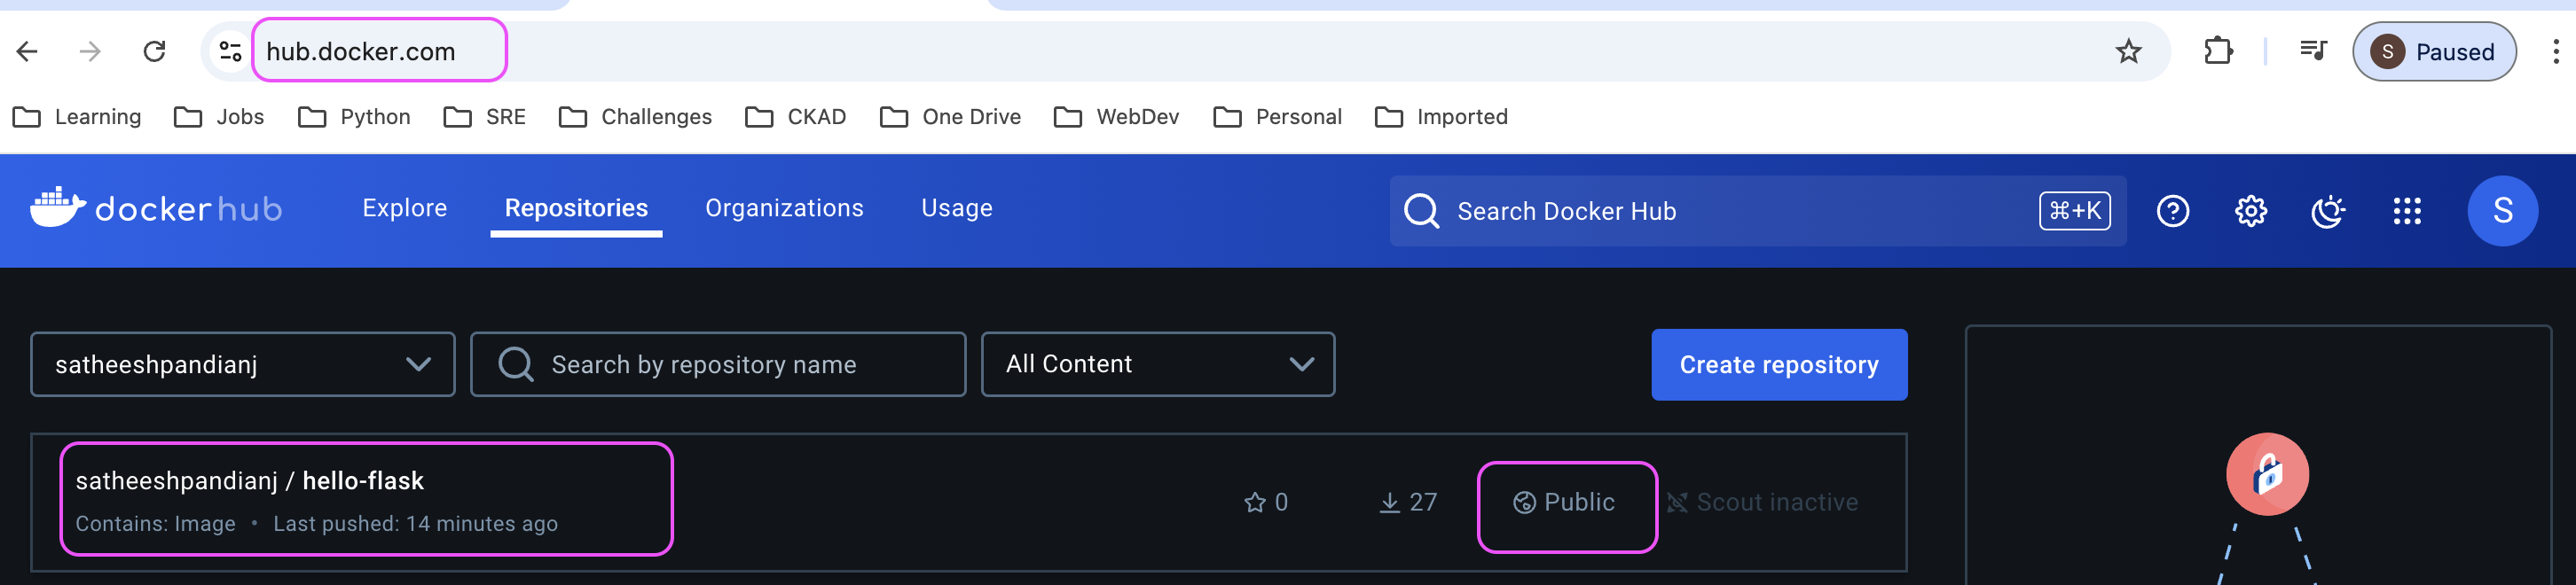 hub.docker.com
S Paused
Learning Jobs Python SRE Challenges CKAD One Drive WebDev Personal Imported
dockerhub Explore Repositories Organizations Usage Search Docker Hub ⌘+K S
satheeshpandianj Search by repository name All Content Create repository
satheeshpandianj / hello-flask
Contains: Image • Last pushed: 14 minutes ago
0 27 Public Scout inactive